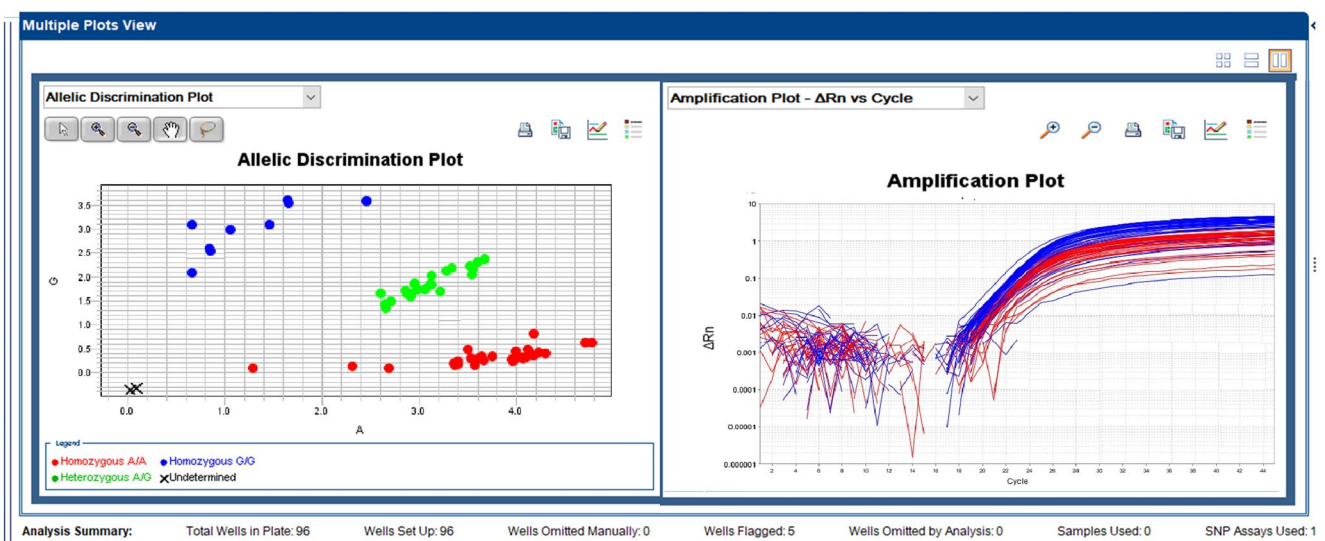 Multiple Plots View
Allelic Discrimination Plot
Allelic Discrimination Plot
G
3.5
3.0
2.5
2.0
1.5
1.0
0.5
0.0
0.0 1.0 2.0 3.0 4.0
A
Legend
Homozygous A/A Homozygous G/G
Heterozygous A/G Undetermined
Amplification Plot - ΔRn vs Cycle
Amplification Plot
ΔRn
10
1
0.1
0.01
0.001
0.0001
0.00001
0.000001
2 4 6 8 10 12 14 16 18 20 22 24 26 28 30 32 34 36 38 40 42 44
Cycle
Analysis Summary: Total Wells in Plate: 96 Wells Set Up: 96 Wells Omitted Manually: 0 Wells Flagged: 5 Wells Omitted by Analysis: 0 Samples Used: 0 SNP Assays Used: 1